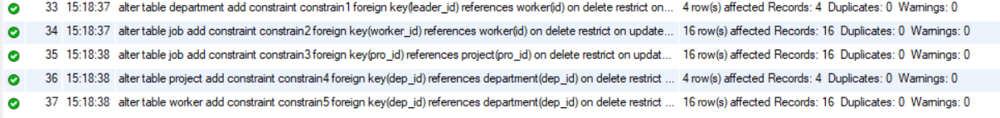 33 15:18:37 alter table department add constraint constrain1 foreign key(leader_id) references worker(id) on delete restrict on... 4 row(s) affected Records: 4 Duplicates: 0 Warnings: 0
34 15:18:37 alter table job add constraint constrain2 foreign key(worker_id) references worker(id) on delete restrict on update... 16 row(s) affected Records: 16 Duplicates: 0 Warnings: 0
35 15:18:38 alter table job add constraint constrain3 foreign key(pro_id) references project(pro_id) on delete restrict on updat... 16 row(s) affected Records: 16 Duplicates: 0 Warnings: 0
36 15:18:38 alter table project add constraint constrain4 foreign key(dep_id) references department(dep_id) on delete restrict ... 4 row(s) affected Records: 4 Duplicates: 0 Warnings: 0
37 15:18:38 alter table worker add constraint constrain5 foreign key(dep_id) references department(dep_id) on delete restrict ... 16 row(s) affected Records: 16 Duplicates: 0 Warnings: 0